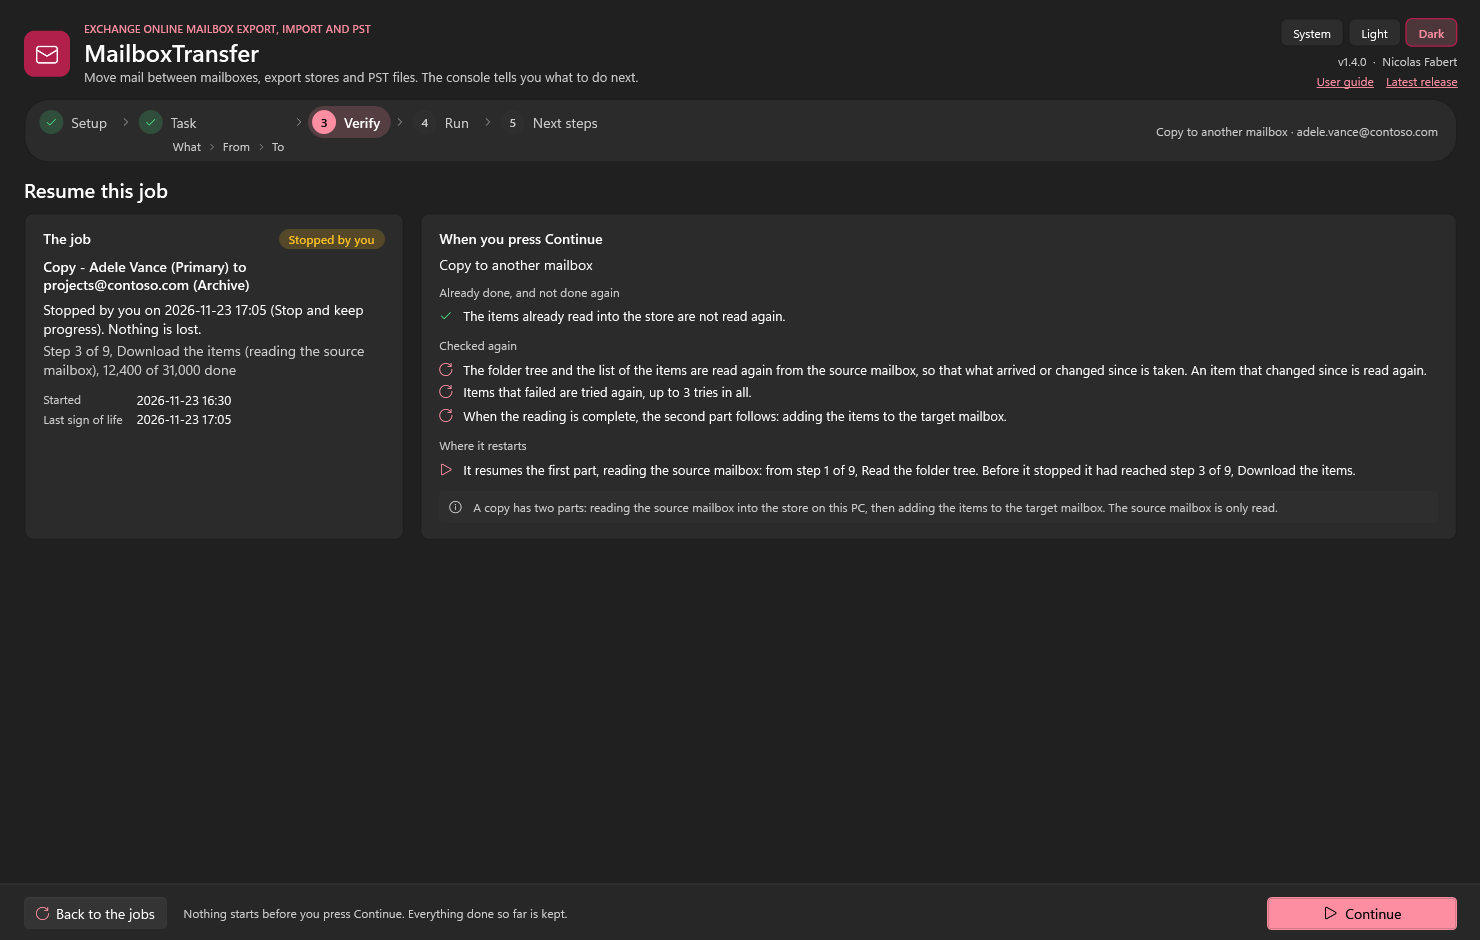 EXCHANGE ONLINE MAILBOX EXPORT, IMPORT AND PST
MailboxTransfer
Move mail between mailboxes, export stores and PST files. The console tells you what to do next.
System
Light
Dark
v1.4.0 · Nicolas Fabert
User guide
Latest release
Setup
Task
3 Verify
4 Run
5 Next steps
What > From > To
Copy to another mailbox · adele.vance@contoso.com
Resume this job
The job
Stopped by you
Copy - Adele Vance (Primary) to
projects@contoso.com (Archive)
Stopped by you on 2026-11-23 17:05 (Stop and keep
progress). Nothing is lost.
Step 3 of 9, Download the items (reading the source
mailbox), 12,400 of 31,000 done
Started 2026-11-23 16:30
Last sign of life 2026-11-23 17:05
When you press Continue
Copy to another mailbox
Already done, and not done again
The items already read into the store are not read again.
Checked again
The folder tree and the list of the items are read again from the source mailbox, so that what arrived or changed since is taken. An item that changed since is read again.
Items that failed are tried again, up to 3 tries in all.
When the reading is complete, the second part follows: adding the items to the target mailbox.
Where it restarts
It resumes the first part, reading the source mailbox: from step 1 of 9, Read the folder tree. Before it stopped it had reached step 3 of 9, Download the items.
A copy has two parts: reading the source mailbox into the store on this PC, then adding the items to the target mailbox. The source mailbox is only read.
Back to the jobs
Nothing starts before you press Continue. Everything done so far is kept.
Continue